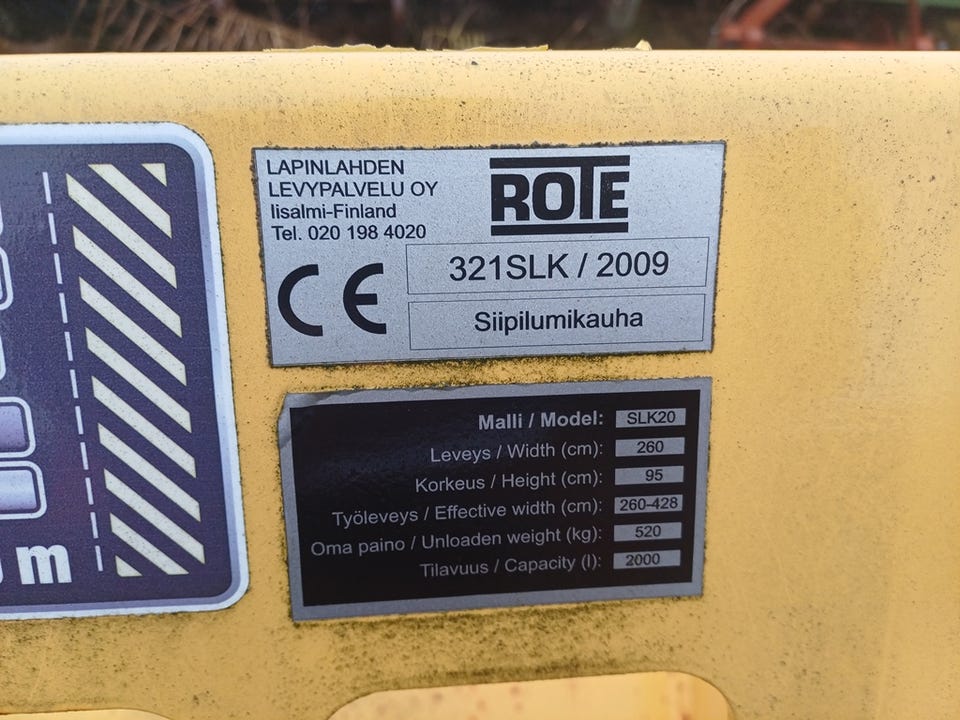 LAPINLAHDEN
LEVYPALVELU OY
Iisalmi-Finland
Tel. 020 198 4020
ROTE
CE
321SLK / 2009
Siipilumikauha
Malli / Model: SLK20
Leveys / Width (cm): 260
Korkeus / Height (cm): 95
Työleveys / Effective width (cm): 260-428
Oma paino / Unloaden weight (kg): 520
Tilavuus / Capacity (l): 2000
m